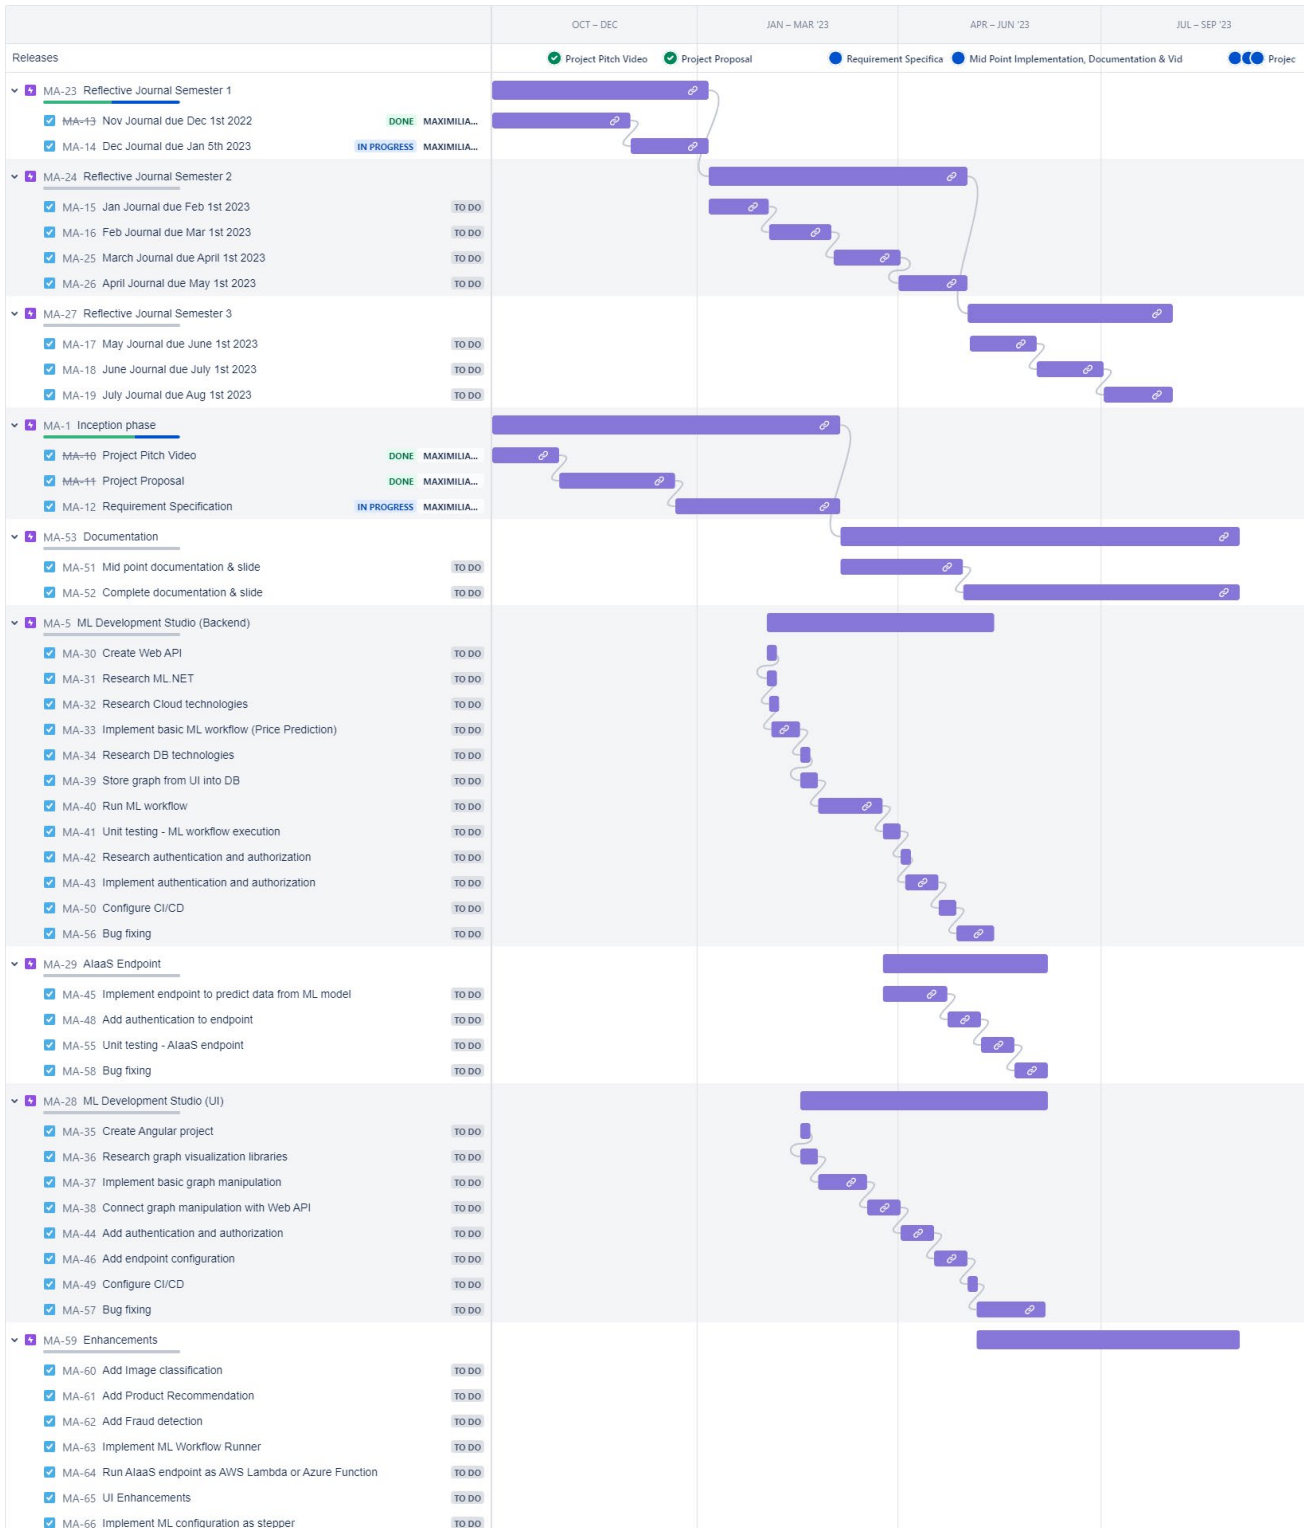 OCT – DEC JAN – MAR '23 APR – JUN '23 JUL – SEP '23
Releases Project Pitch Video Project Proposal Requirement Specifica Mid Point Implementation, Documentation & Vid Projec
MA-23 Reflective Journal Semester 1
MA-13 Nov Journal due Dec 1st 2022 DONE MAXIMILIA...
MA-14 Dec Journal due Jan 5th 2023 IN PROGRESS MAXIMILIA...
MA-24 Reflective Journal Semester 2
MA-15 Jan Journal due Feb 1st 2023 TO DO
MA-16 Feb Journal due Mar 1st 2023 TO DO
MA-25 March Journal due April 1st 2023 TO DO
MA-26 April Journal due May 1st 2023 TO DO
MA-27 Reflective Journal Semester 3
MA-17 May Journal due June 1st 2023 TO DO
MA-18 June Journal due July 1st 2023 TO DO
MA-19 July Journal due Aug 1st 2023 TO DO
MA-1 Inception phase
MA-10 Project Pitch Video DONE MAXIMILIA...
MA-11 Project Proposal DONE MAXIMILIA...
MA-12 Requirement Specification IN PROGRESS MAXIMILIA...
MA-53 Documentation
MA-51 Mid point documentation & slide TO DO
MA-52 Complete documentation & slide TO DO
MA-5 ML Development Studio (Backend)
MA-30 Create Web API TO DO
MA-31 Research ML.NET TO DO
MA-32 Research Cloud technologies TO DO
MA-33 Implement basic ML workflow (Price Prediction) TO DO
MA-34 Research DB technologies TO DO
MA-39 Store graph from UI into DB TO DO
MA-40 Run ML workflow TO DO
MA-41 Unit testing - ML workflow execution TO DO
MA-42 Research authentication and authorization TO DO
MA-43 Implement authentication and authorization TO DO
MA-50 Configure CI/CD TO DO
MA-56 Bug fixing TO DO
MA-29 AIaaS Endpoint
MA-45 Implement endpoint to predict data from ML model TO DO
MA-48 Add authentication to endpoint TO DO
MA-55 Unit testing - AIaaS endpoint TO DO
MA-58 Bug fixing TO DO
MA-28 ML Development Studio (UI)
MA-35 Create Angular project TO DO
MA-36 Research graph visualization libraries TO DO
MA-37 Implement basic graph manipulation TO DO
MA-38 Connect graph manipulation with Web API TO DO
MA-44 Add authentication and authorization TO DO
MA-46 Add endpoint configuration TO DO
MA-49 Configure CI/CD TO DO
MA-57 Bug fixing TO DO
MA-59 Enhancements
MA-60 Add Image classification TO DO
MA-61 Add Product Recommendation TO DO
MA-62 Add Fraud detection TO DO
MA-63 Implement ML Workflow Runner TO DO
MA-64 Run AIaaS endpoint as AWS Lambda or Azure Function TO DO
MA-65 UI Enhancements TO DO
MA-66 Implement ML configuration as stepper TO DO